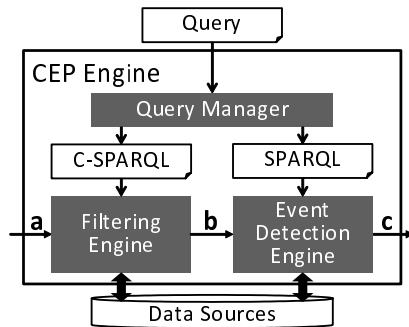 Query
CEP Engine
Query Manager
C-SPARQL
SPARQL
a
Filtering
Engine
b
Event
Detection
Engine
c
Data Sources